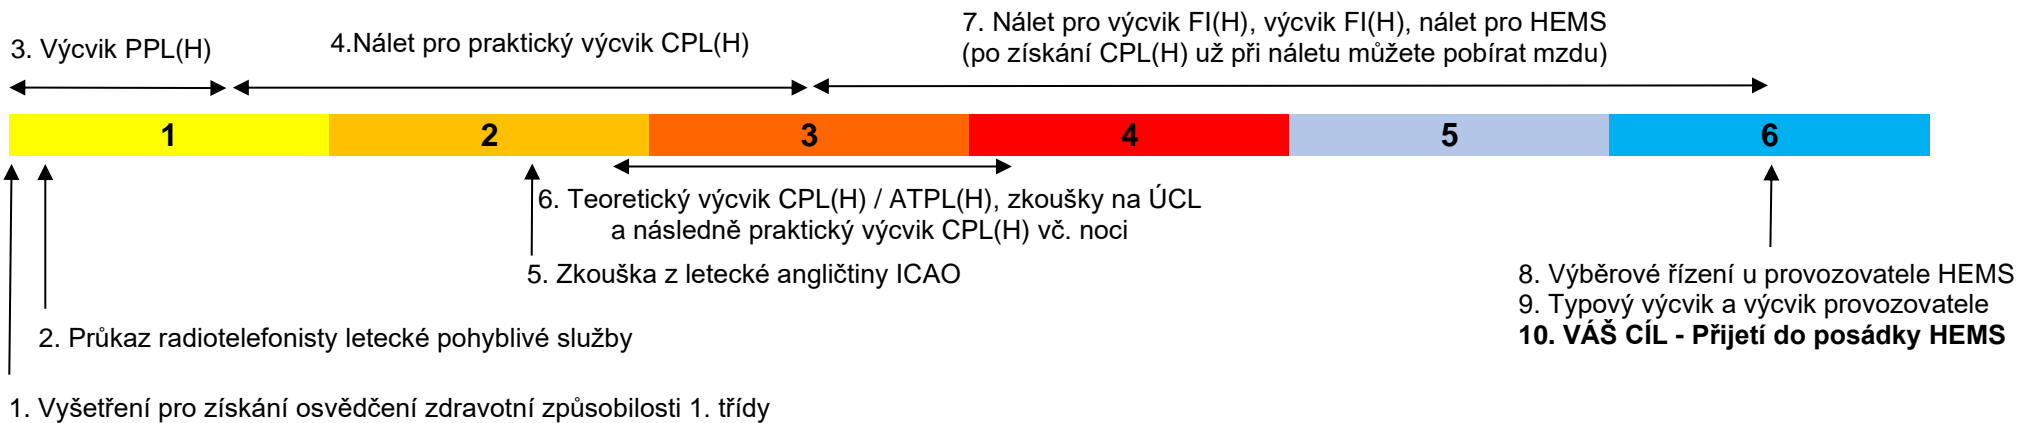 7. Nálet pro výcvik FI(H), výcvik FI(H), nálet pro HEMS
(po získání CPL(H) už při náletu můžete pobírat mzdu)
3. Výcvik PPL(H)
4.Nálet pro praktický výcvik CPL(H)
1 2 3 4 5 6
6. Teoretický výcvik CPL(H) / ATPL(H), zkoušky na ÚCL
a následně praktický výcvik CPL(H) vč. noci
5. Zkouška z letecké angličtiny ICAO
8. Výběrové řízení u provozovatele HEMS
9. Typový výcvik a výcvik provozovatele
10. VÁŠ CÍL - Přijetí do posádky HEMS
2. Průkaz radiotelefonisty letecké pohyblivé služby
1. Vyšetření pro získání osvědčení zdravotní způsobilosti 1. třídy